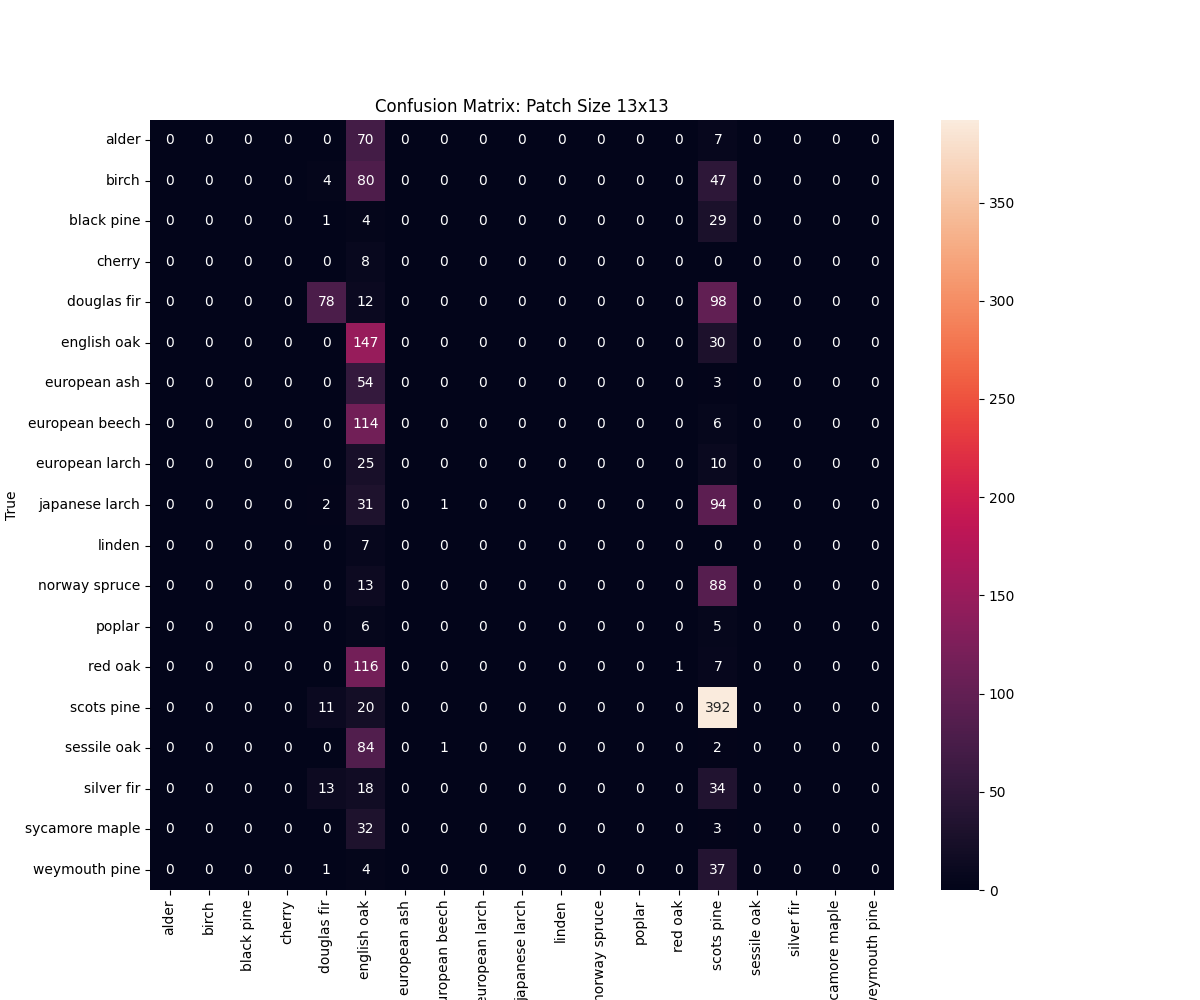 Confusion Matrix: Patch Size 13x13
True
alder 0 0 0 0 0 70 0 0 0 0 0 0 0 0 7 0 0 0 0
birch 0 0 0 0 4 80 0 0 0 0 0 0 0 0 47 0 0 0 0
black pine 0 0 0 0 1 4 0 0 0 0 0 0 0 0 29 0 0 0 0
cherry 0 0 0 0 0 8 0 0 0 0 0 0 0 0 0 0 0 0 0
douglas fir 0 0 0 0 78 12 0 0 0 0 0 0 0 0 98 0 0 0 0
english oak 0 0 0 0 0 147 0 0 0 0 0 0 0 0 30 0 0 0 0
european ash 0 0 0 0 0 54 0 0 0 0 0 0 0 0 3 0 0 0 0
european beech 0 0 0 0 0 114 0 0 0 0 0 0 0 0 6 0 0 0 0
european larch 0 0 0 0 0 25 0 0 0 0 0 0 0 0 10 0 0 0 0
japanese larch 0 0 0 0 2 31 0 1 0 0 0 0 0 0 94 0 0 0 0
linden 0 0 0 0 0 7 0 0 0 0 0 0 0 0 0 0 0 0 0
norway spruce 0 0 0 0 0 13 0 0 0 0 0 0 0 0 88 0 0 0 0
poplar 0 0 0 0 0 6 0 0 0 0 0 0 0 0 5 0 0 0 0
red oak 0 0 0 0 0 116 0 0 0 0 0 0 0 1 7 0 0 0 0
scots pine 0 0 0 0 11 20 0 0 0 0 0 0 0 0 392 0 0 0 0
sessile oak 0 0 0 0 0 84 0 1 0 0 0 0 0 0 2 0 0 0 0
silver fir 0 0 0 0 13 18 0 0 0 0 0 0 0 0 34 0 0 0 0
sycamore maple 0 0 0 0 0 32 0 0 0 0 0 0 0 0 3 0 0 0 0
weymouth pine 0 0 0 0 1 4 0 0 0 0 0 0 0 0 37 0 0 0 0
alder
birch
black pine
cherry
douglas fir
english oak
european ash
uropean beech
european larch
japanese larch
linden
norway spruce
poplar
red oak
scots pine
sessile oak
silver fir
camore maple
weymouth pine
350
300
250
200
150
100
50
0